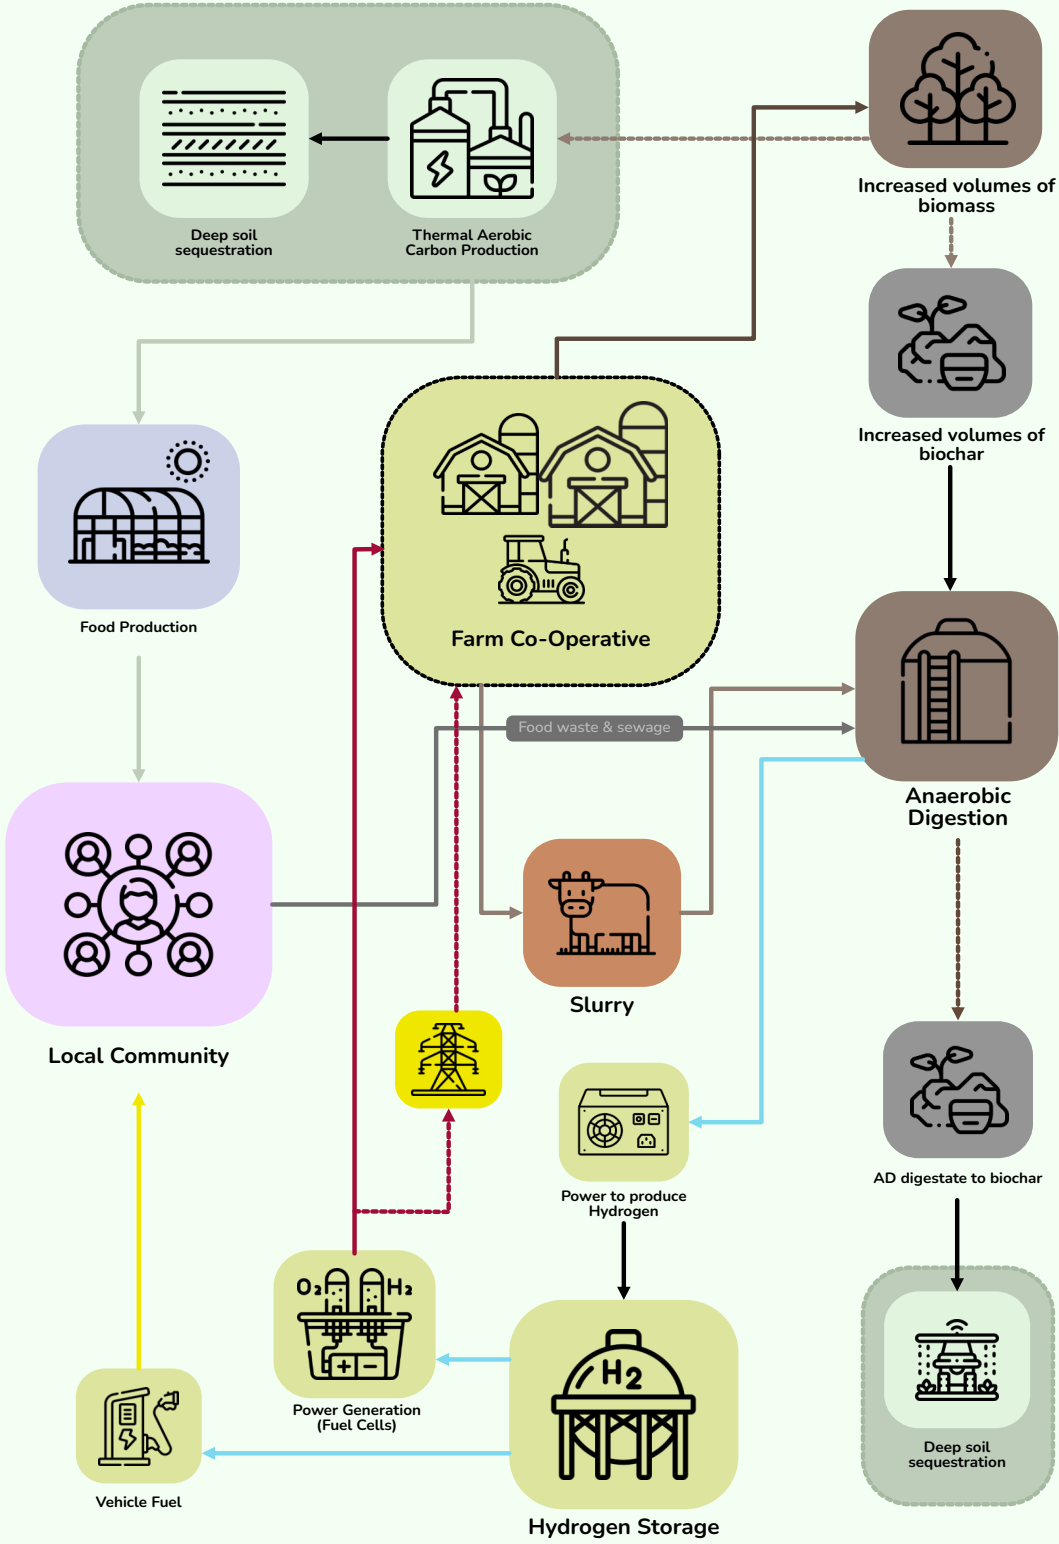 Increased volumes of
biomass
Deep soil
sequestration
Thermal Aerobic
Carbon Production
Increased volumes of
biochar
Food Production
Farm Co-Operative
Food waste & sewage
Anaerobic
Digestion
Slurry
Local Community
AD digestate to biochar
Power to produce
Hydrogen
O₂ H₂
+ −
Power Generation
(Fuel Cells)
H₂
Deep soil
sequestration
Vehicle Fuel
Hydrogen Storage